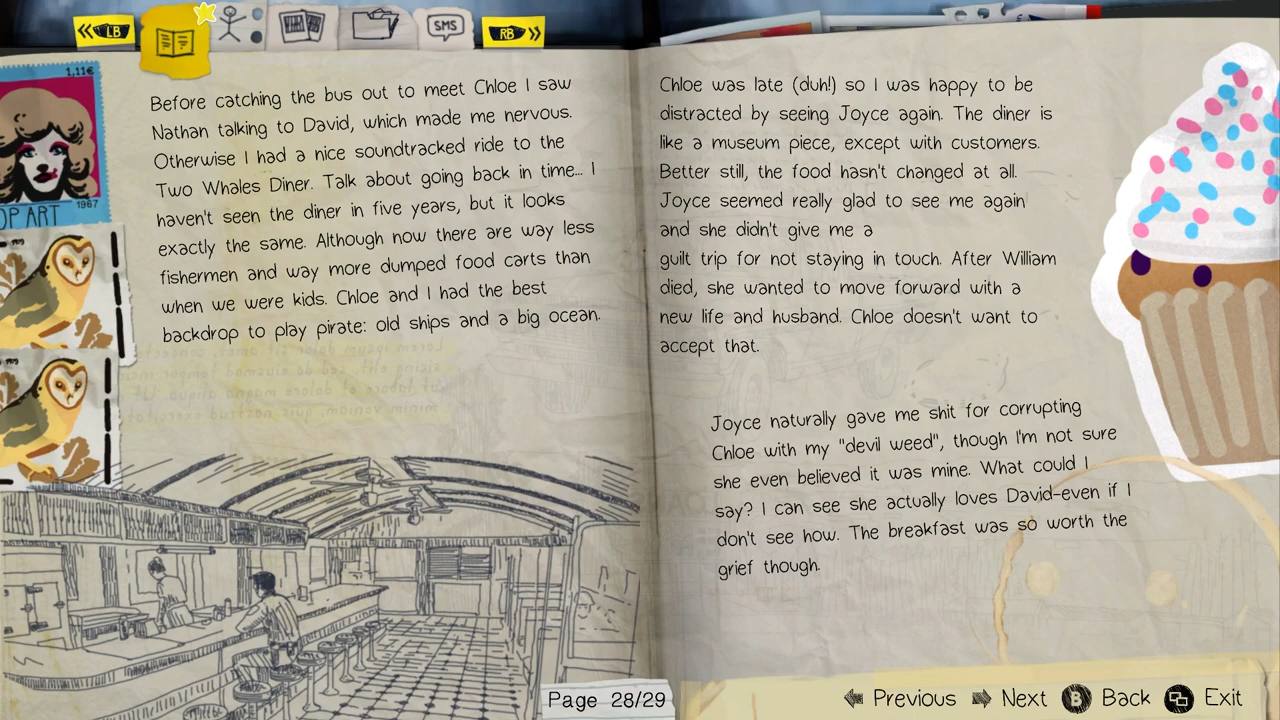 LB
SMS
RB
1,11€
POP ART
1967
Before catching the bus out to meet Chloe I saw
Nathan talking to David, which made me nervous.
Otherwise I had a nice soundtracked ride to the
Two Whales Diner. Talk about going back in time... I
haven't seen the diner in five years, but it looks
exactly the same. Although now there are way less
fishermen and way more dumped food carts than
when we were kids. Chloe and I had the best
backdrop to play pirate: old ships and a big ocean.
Chloe was late (duh!) so I was happy to be
distracted by seeing Joyce again. The diner is
like a museum piece, except with customers.
Better still, the food hasn't changed at all.
Joyce seemed really glad to see me again
and she didn't give me a
guilt trip for not staying in touch. After William
died, she wanted to move forward with a
new life and husband. Chloe doesn't want to
accept that.
Joyce naturally gave me shit for corrupting
Chloe with my "devil weed", though I'm not sure
she even believed it was mine. What could I
say? I can see she actually loves David-even if I
don't see how. The breakfast was so worth the
grief though.
Page 28/29
Previous
Next
B Back
Exit